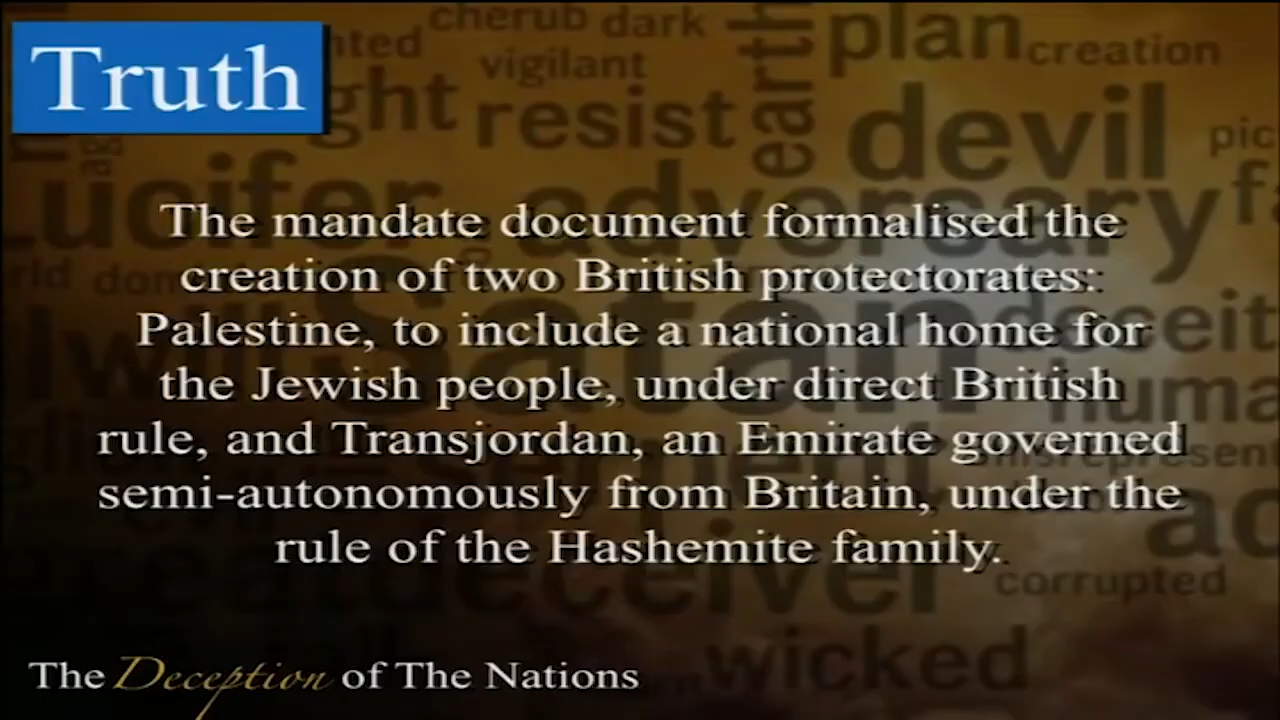 Truth
cherub dark
plan
creation
vigilant
earth
resist
devil
Lucifer
adversary
The mandate document formalised the
creation of two British protectorates:
Palestine, to include a national home for
the Jewish people, under direct British
rule, and Transjordan, an Emirate governed
semi-autonomously from Britain, under the
rule of the Hashemite family.
Satan
deceit
deceiver
corrupted
wicked
The Deception of The Nations